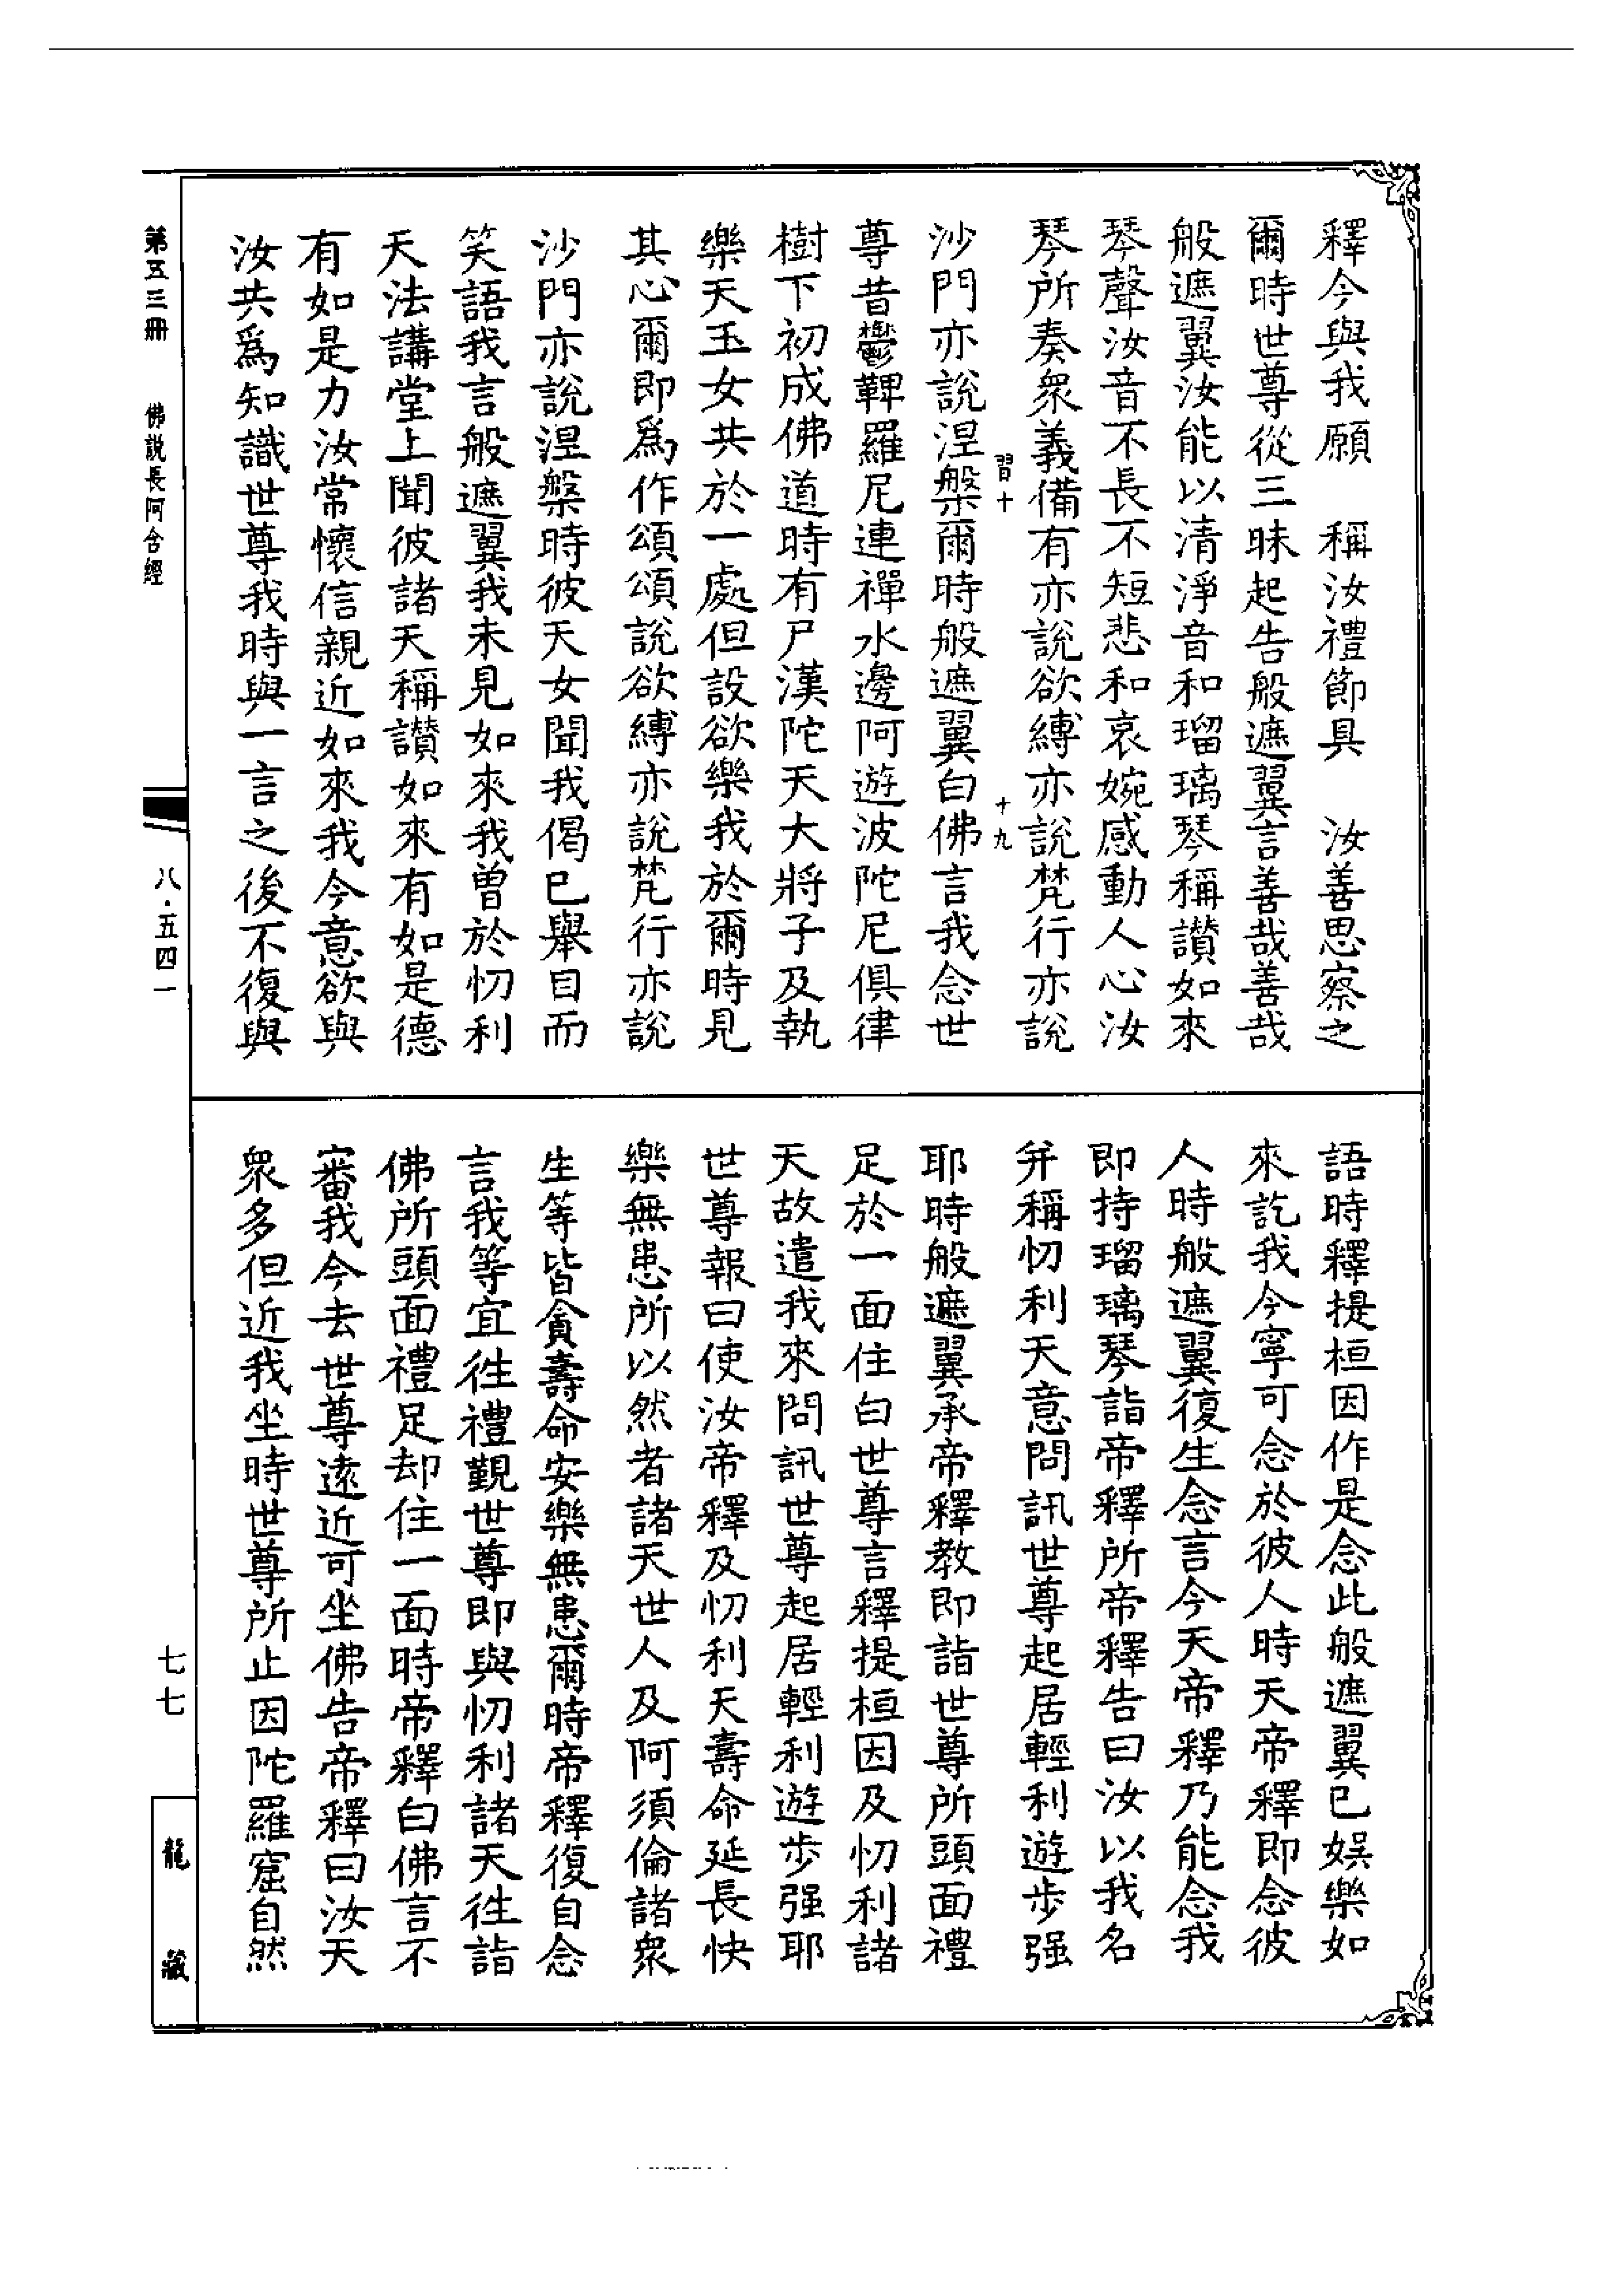 釋今與我願　稱汝禮節具　汝善思察之
爾時世尊從三昧起告般遮翼言善哉善哉
般遮翼汝能以清淨音和瑠璃琴稱讚如來
琴聲汝音不長不短悲和哀婉感動人心汝
琴所奏衆義備有亦說欲縛亦說梵行亦說
習十　十九
沙門亦說涅槃爾時般遮翼白佛言我念世
尊昔鬱鞞羅尼連禪水邊阿遊波陀尼俱律
樹下初成佛道時有尸漢陀天大將子及執
樂天玉女共於一處但設欲樂我於爾時見
其心爾即爲作頌頌說欲縛亦說梵行亦說
沙門亦說涅槃時彼天女聞我偈已舉目而
笑語我言般遮翼我未見如來我曾於忉利
天法講堂上聞彼諸天稱讚如來有如是德
有如是力汝常懷信親近如來我今意欲與
汝共爲知識世尊我時與一言之後不復與
語時釋提桓因作是念此般遮翼已娛樂如
來訖我今寧可念於彼人時天帝釋即念彼
人時般遮翼復生念言今天帝釋乃能念我
即持瑠璃琴詣帝釋所帝釋告曰汝以我名
并稱忉利天意問訊世尊起居輕利遊步强
耶時般遮翼承帝釋教即詣世尊所頭面禮
足於一面住白世尊言釋提桓因及忉利諸
天故遣我來問訊世尊起居輕利遊步强耶
世尊報曰使汝帝釋及忉利天壽命延長快
樂無患所以然者諸天世人及阿須倫諸衆
生等皆貪壽命安樂無患爾時帝釋復自念
言我等宜往禮覲世尊即與忉利諸天往詣
佛所頭面禮足却住一面時帝釋白佛言不
審我今去世尊遠近可坐佛告帝釋曰汝天
衆多但近我坐時世尊所止因陀羅窟自然
第五三冊　佛說長阿含經
八·五四一
七七
龍藏